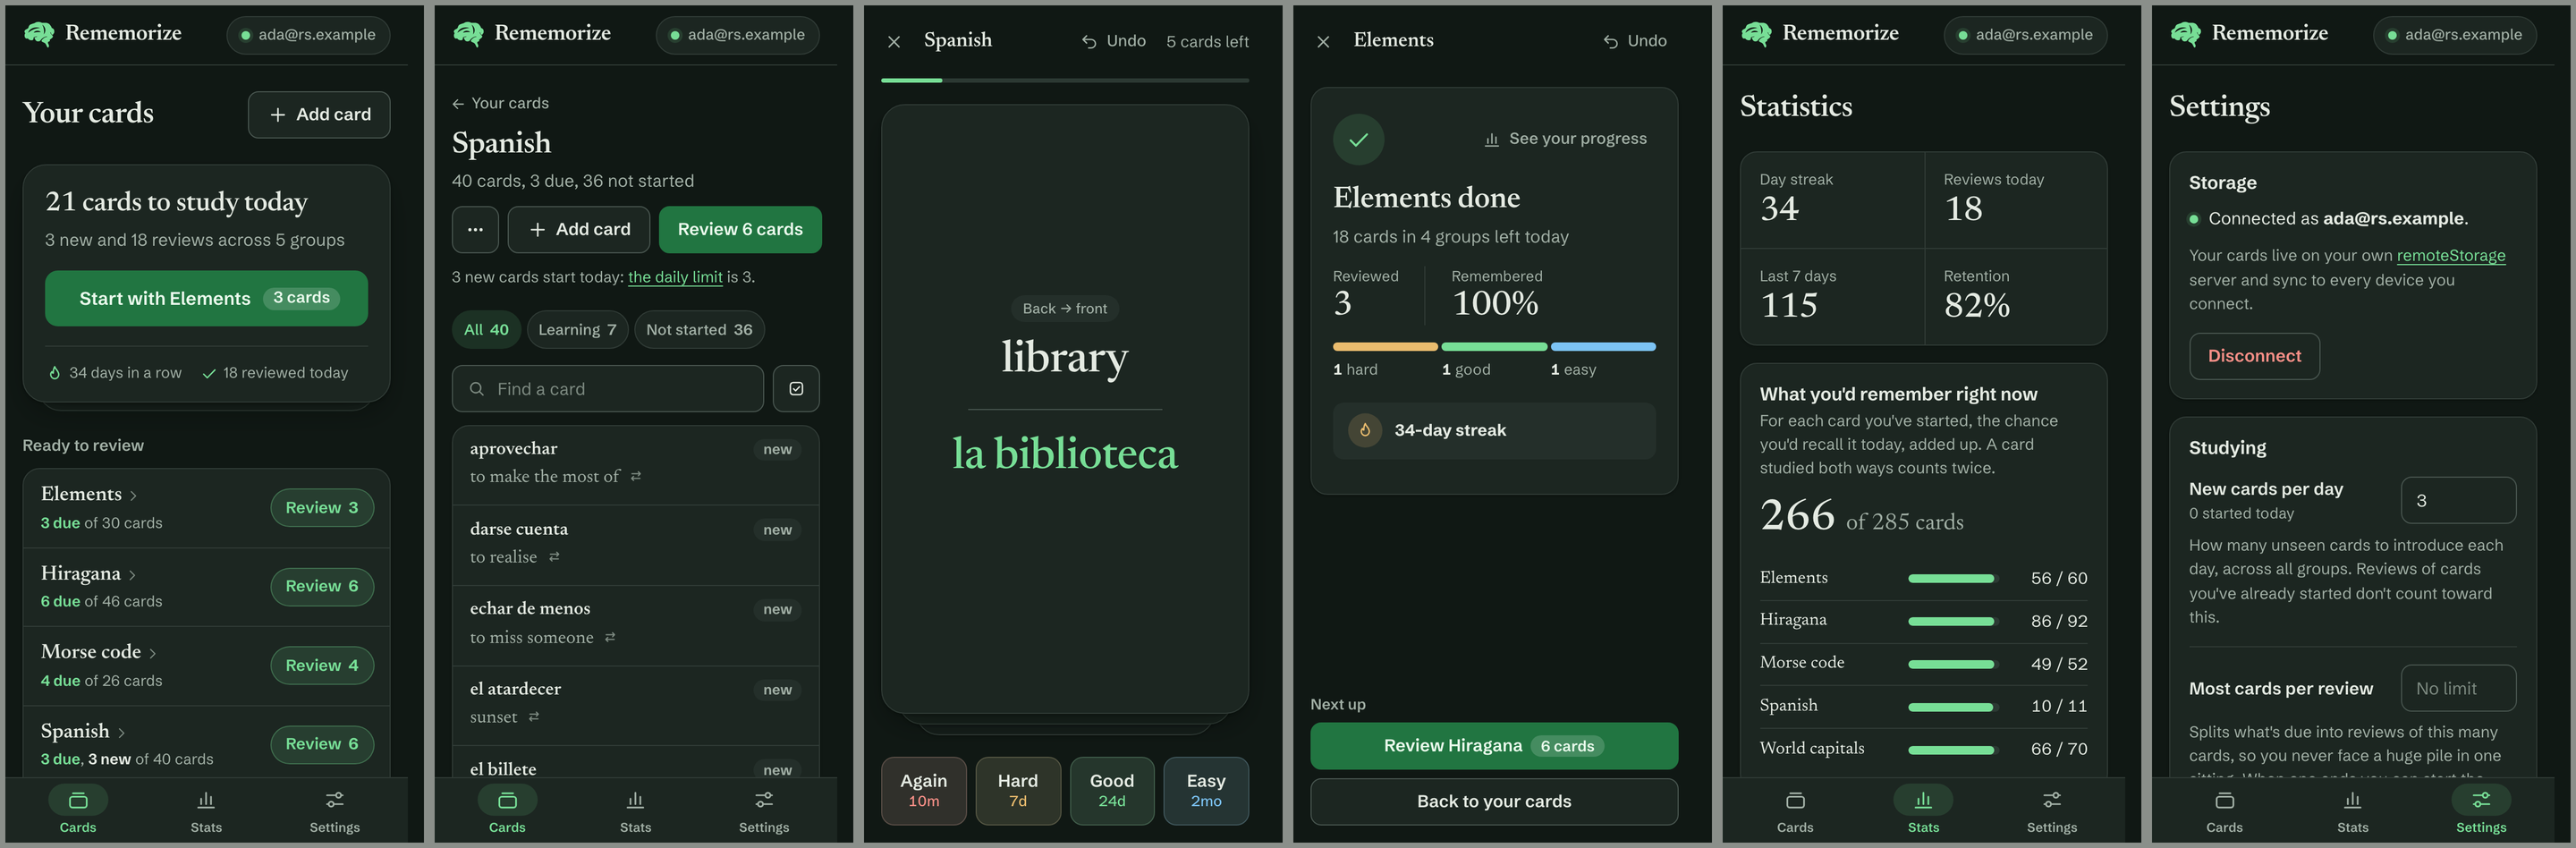 Rememorize
ada@rs.example
Your cards
Add card
21 cards to study today
3 new and 18 reviews across 5 groups
Start with Elements 3 cards
34 days in a row 18 reviewed today
Ready to review
Elements
3 due of 30 cards
Review 3
Hiragana
6 due of 46 cards
Review 6
Morse code
4 due of 26 cards
Review 4
Spanish
3 due, 3 new of 40 cards
Review 6
Cards Stats Settings
Rememorize
ada@rs.example
← Your cards
Spanish
40 cards, 3 due, 36 not started
Add card
Review 6 cards
3 new cards start today: the daily limit is 3.
All 40 Learning 7 Not started 36
Find a card
aprovechar new
to make the most of
darse cuenta new
to realise
echar de menos new
to miss someone
el atardecer new
sunset
el billete new
Cards Stats Settings
Spanish
Undo
5 cards left
Back → front
library
la biblioteca
Again Hard Good Easy
10m 7d 24d 2mo
Elements
Undo
See your progress
Elements done
18 cards in 4 groups left today
Reviewed Remembered
3 100%
1 hard 1 good 1 easy
34-day streak
Next up
Review Hiragana 6 cards
Back to your cards
Rememorize
ada@rs.example
Statistics
Day streak Reviews today
34 18
Last 7 days Retention
115 82%
What you'd remember right now
For each card you've started, the chance
you'd recall it today, added up. A card
studied both ways counts twice.
266 of 285 cards
Elements 56 / 60
Hiragana 86 / 92
Morse code 49 / 52
Spanish 10 / 11
World capitals 66 / 70
Cards Stats Settings
Rememorize
ada@rs.example
Settings
Storage
Connected as ada@rs.example.
Your cards live on your own remoteStorage
server and sync to every device you
connect.
Disconnect
Studying
New cards per day
0 started today
3
How many unseen cards to introduce each
day, across all groups. Reviews of cards
you've already started don't count toward
this.
Most cards per review
No limit
Splits what's due into reviews of this many
cards, so you never face a huge pile in one
Cards Stats Settings